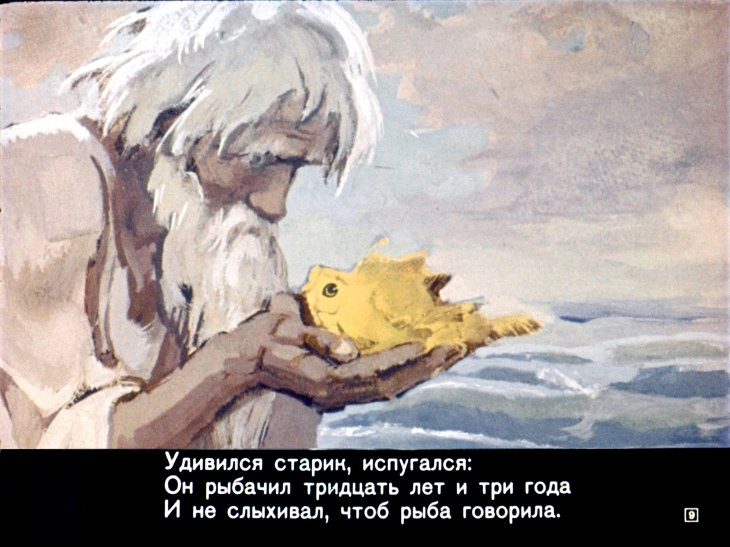 Удивился старик, испугался:
Он рыбачил тридцать лет и три года
И не слыхивал, чтоб рыба говорила.
9